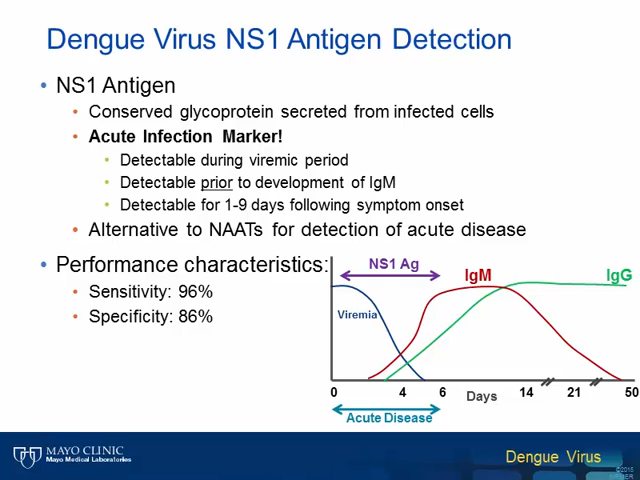 Dengue Virus NS1 Antigen Detection
• NS1 Antigen
• Conserved glycoprotein secreted from infected cells
• Acute Infection Marker!
• Detectable during viremic period
• Detectable prior to development of IgM
• Detectable for 1-9 days following symptom onset
• Alternative to NAATs for detection of acute disease
• Performance characteristics:
• Sensitivity: 96%
• Specificity: 86%
NS1 Ag
IgM
IgG
Viremia
0 4 6 Days 14 21 50
Acute Disease
MAYO CLINIC
Mayo Medical Laboratories
Dengue Virus
©2015